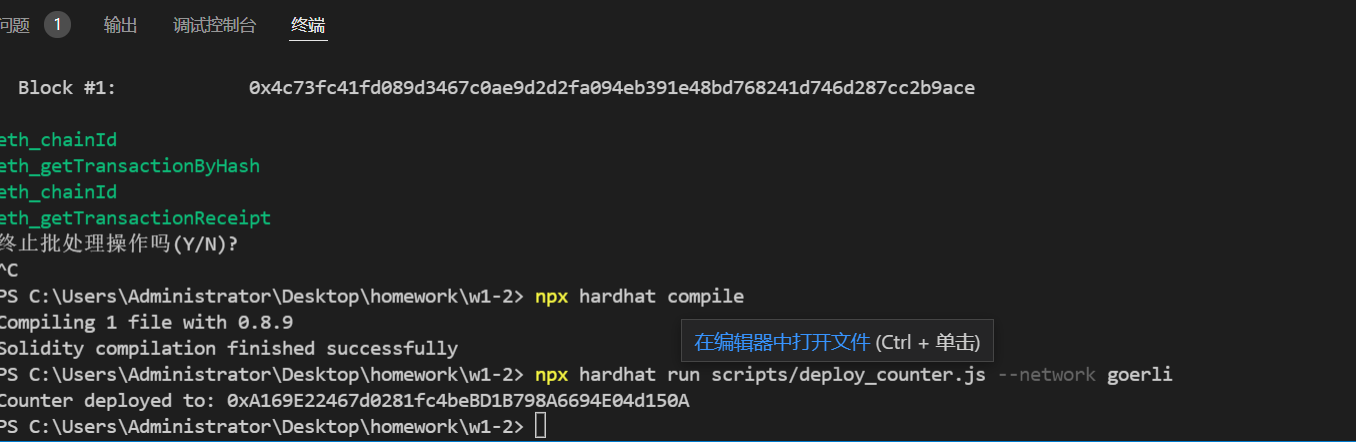 问题 1 输出 调试控制台 终端
Block #1: 0x4c73fc41fd089d3467c0ae9d2d2fa094eb391e48bd768241d746d287cc2b9ace
eth_chainId
eth_getTransactionByHash
eth_chainId
eth_getTransactionReceipt
终止批处理操作吗(Y/N)?
^C
PS C:\Users\Administrator\Desktop\homework\w1-2> npx hardhat compile
Compiling 1 file with 0.8.9
在编辑器中打开文件 (Ctrl + 单击)
Solidity compilation finished successfully
PS C:\Users\Administrator\Desktop\homework\w1-2> npx hardhat run scripts/deploy_counter.js --network goerli
Counter deployed to: 0xA169E22467d0281fc4beBD1B798A6694E04d150A
PS C:\Users\Administrator\Desktop\homework\w1-2>